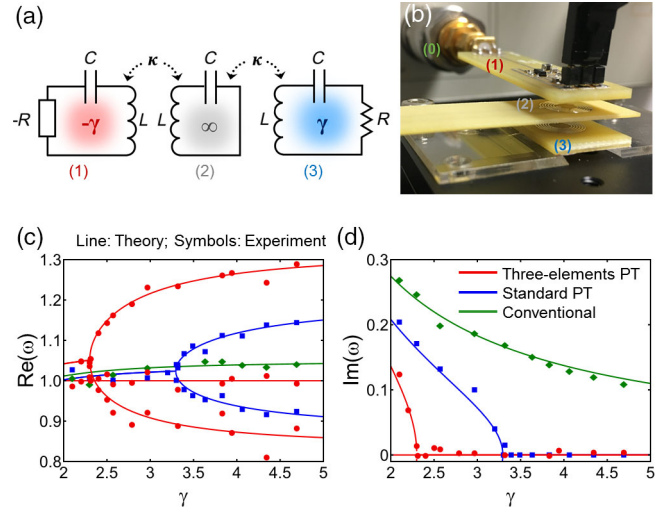 (a)
C κ C κ C
-R -γ L L ∞ L γ R
(1) (2) (3)
(b)
(0)
(1)
(2)
(3)
(c)
Line: Theory; Symbols: Experiment
1.3
1.2
1.1
1.0
0.9
0.8
Re(ω)
2 2.5 3 3.5 4 4.5 5
γ
(d)
0.3
0.2
0.1
0
Im(ω)
Three-elements PT
Standard PT
Conventional
2 2.5 3 3.5 4 4.5 5
γ